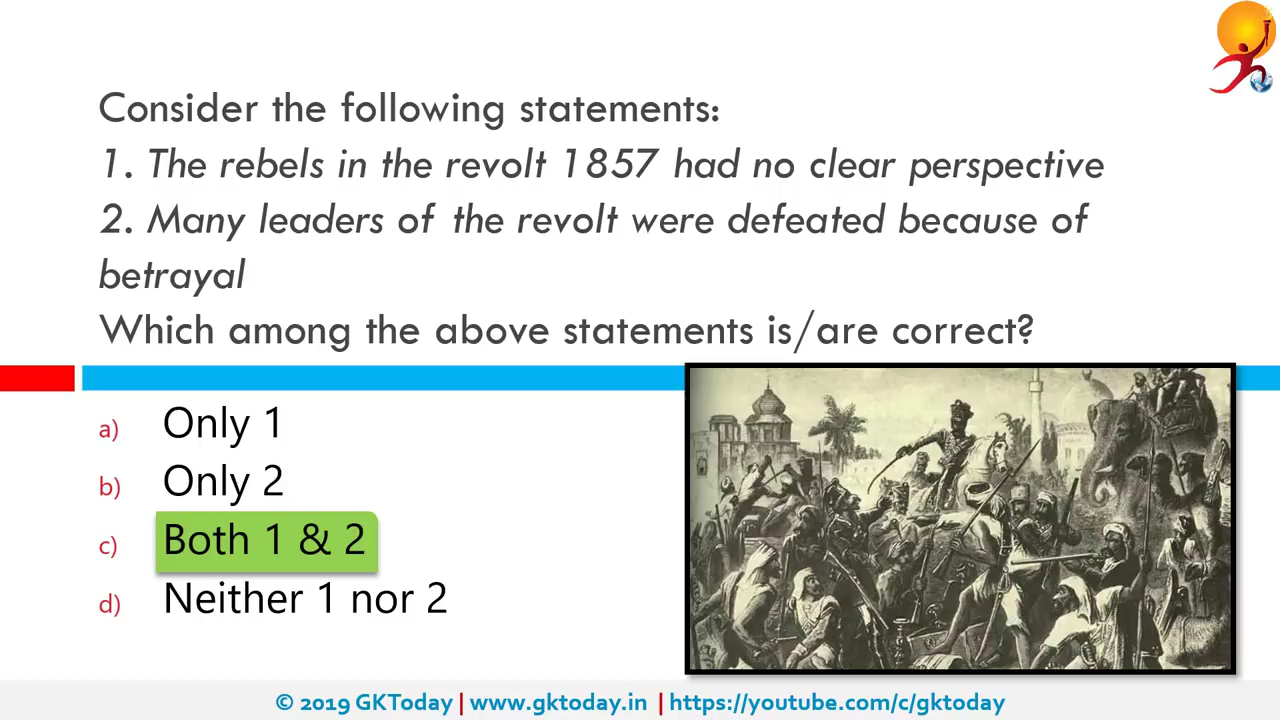 Consider the following statements:
1. The rebels in the revolt 1857 had no clear perspective
2. Many leaders of the revolt were defeated because of
betrayal
Which among the above statements is/are correct?
a) Only 1
b) Only 2
c) Both 1 & 2
d) Neither 1 nor 2
© 2019 GKToday | www.gktoday.in | https://youtube.com/c/gktoday